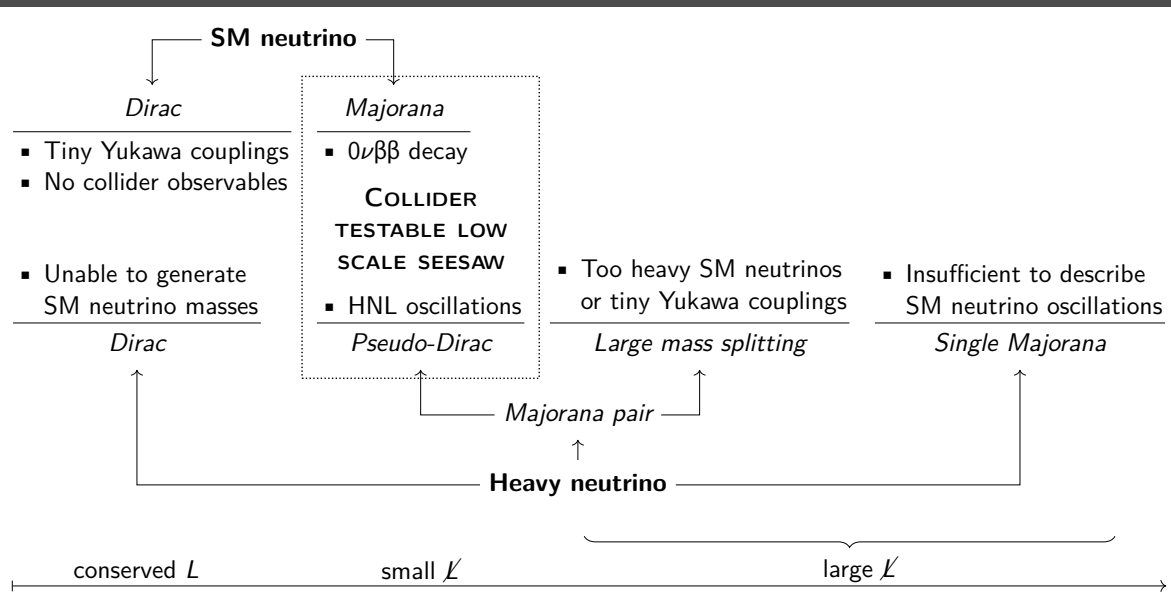 SM neutrino
Dirac
Majorana
▪ Tiny Yukawa couplings
▪ No collider observables
▪ 0νββ decay
COLLIDER
TESTABLE LOW
SCALE SEESAW
▪ Unable to generate
SM neutrino masses
▪ HNL oscillations
▪ Too heavy SM neutrinos
or tiny Yukawa couplings
▪ Insufficient to describe
SM neutrino oscillations
Dirac
Pseudo-Dirac
Large mass splitting
Single Majorana
Majorana pair
Heavy neutrino
conserved L
small L̸
large L̸